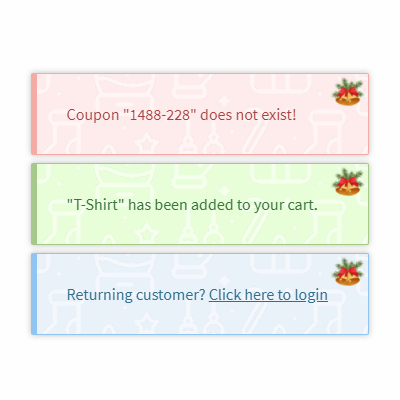 Coupon "1488-228" does not exist!
"T-Shirt" has been added to your cart.
Returning customer? Click here to login